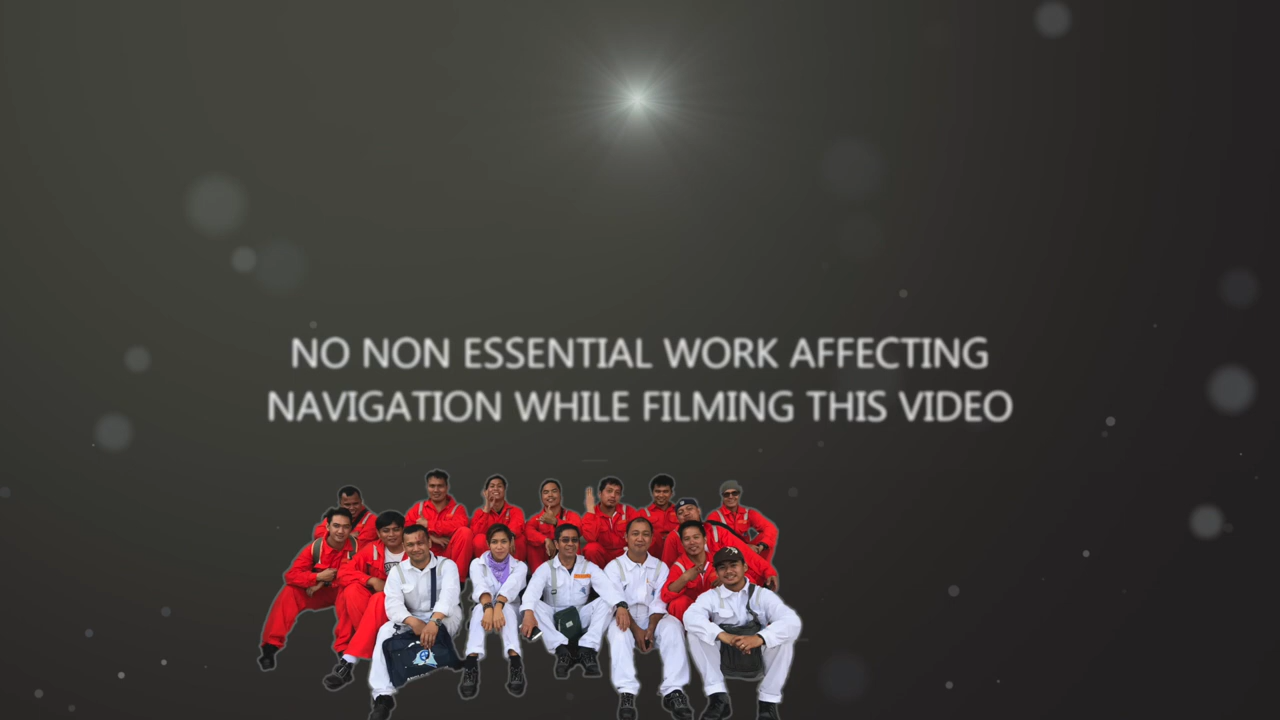 NO NON ESSENTIAL WORK AFFECTING
NAVIGATION WHILE FILMING THIS VIDEO